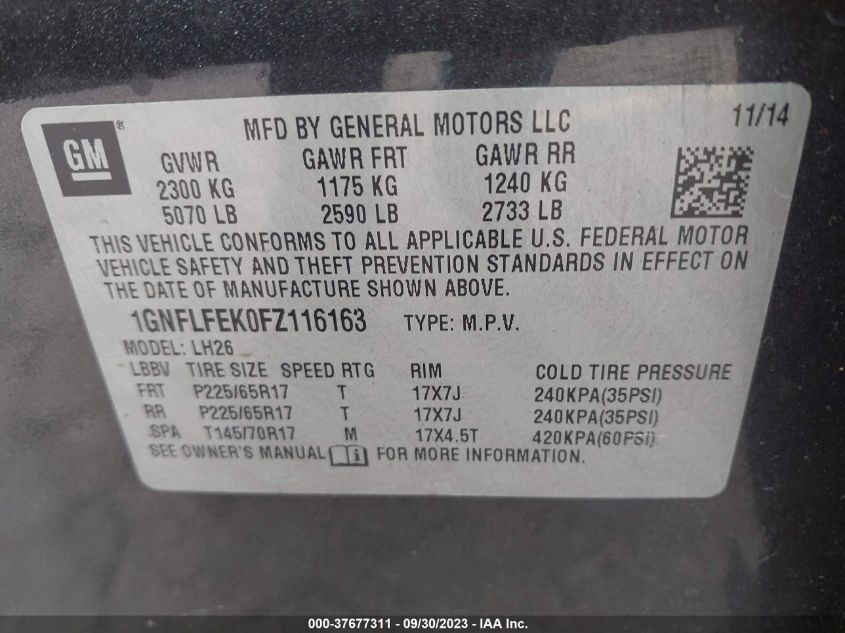 GM ®
MFD BY GENERAL MOTORS LLC 11/14
GVWR GAWR FRT GAWR RR
2300 KG 1175 KG 1240 KG
5070 LB 2590 LB 2733 LB
THIS VEHICLE CONFORMS TO ALL APPLICABLE U.S. FEDERAL MOTOR
VEHICLE SAFETY AND THEFT PREVENTION STANDARDS IN EFFECT ON
THE DATE OF MANUFACTURE SHOWN ABOVE.
1GNFLFEK0FZ116163 TYPE: M.P.V.
MODEL: LH26
LBBV TIRE SIZE SPEED RTG RIM COLD TIRE PRESSURE
FRT P225/65R17 T 17X7J 240KPA(35PSI)
RR P225/65R17 T 17X7J 240KPA(35PSI)
SPA T145/70R17 M 17X4.5T 420KPA(60PSI)
SEE OWNER'S MANUAL i FOR MORE INFORMATION.
000-37677311 - 09/30/2023 - IAA Inc.